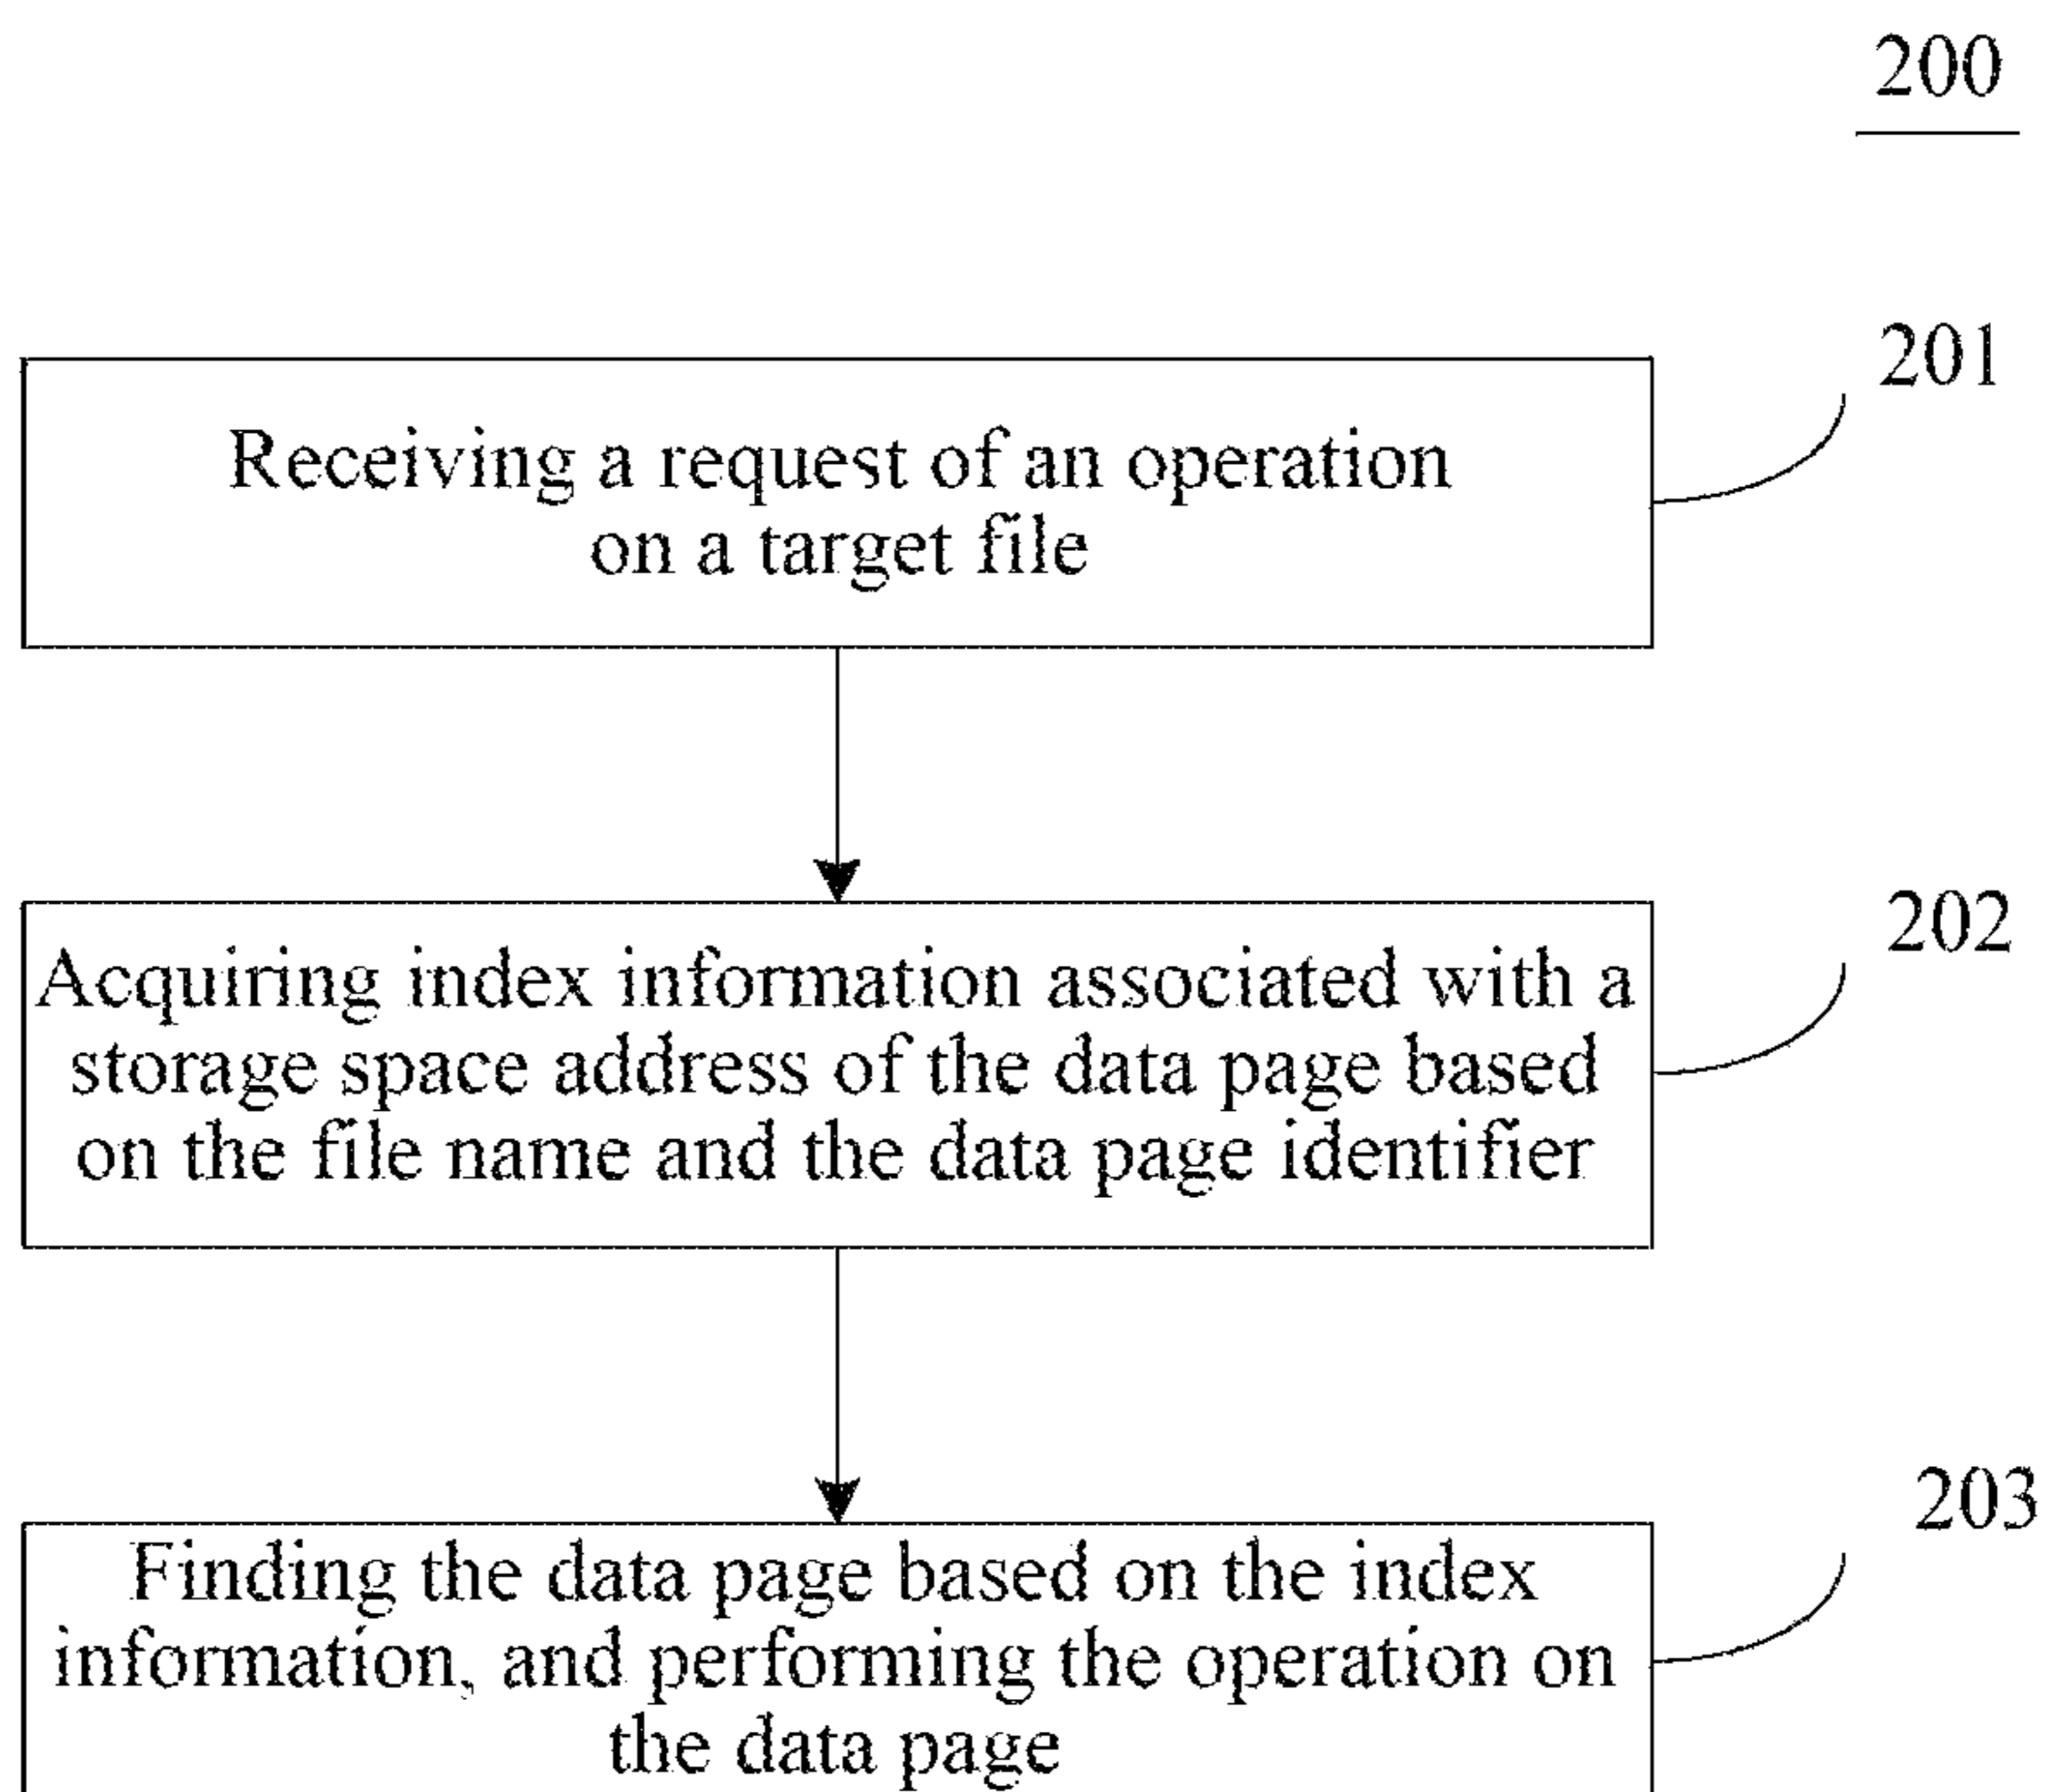 200
201
Receiving a request of an operation
on a target file
202
Acquiring index information associated with a
storage space address of the data page based
on the file name and the data page identifier
203
Finding the data page based on the index
information, and performing the operation on
the data page